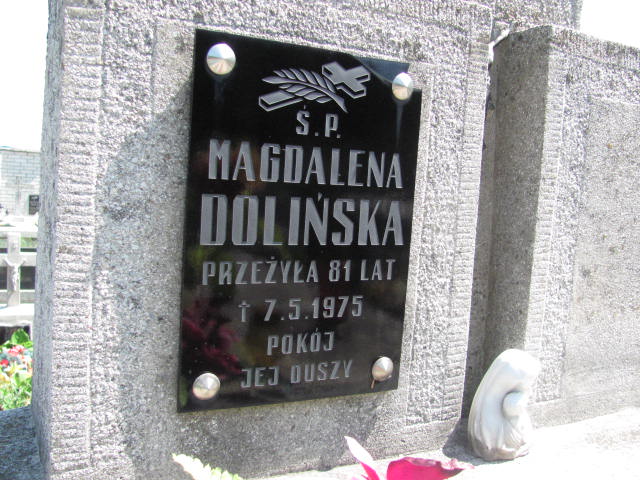 Ś.P.
MAGDALENA
DOLIŃSKA
PRZEŻYŁA 81 LAT
† 7.5.1975
POKÓJ
JEJ DUSZY